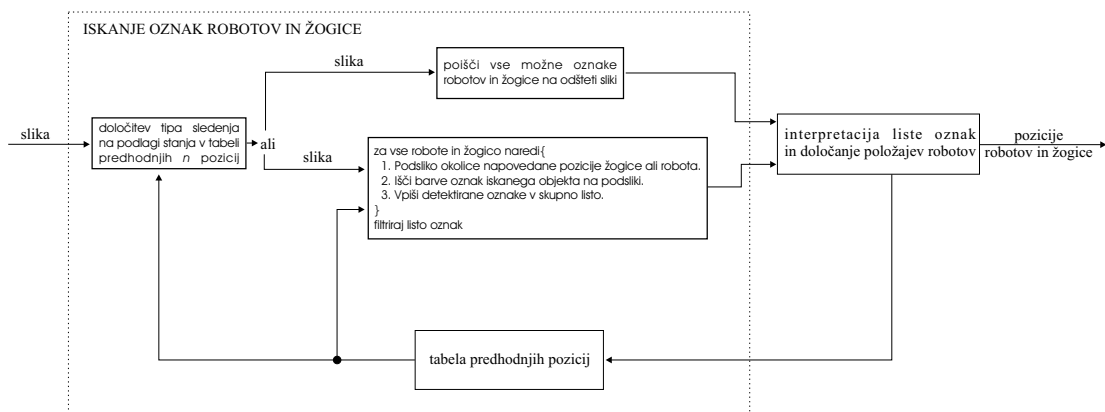 ISKANJE OZNAK ROBOTOV IN ŽOGICE
slika
določitev tipa sledenja
na podlagi stanja v tabeli
predhodnjih n pozicij
ali
slika
poišči vse možne oznake
robotov in žogice na odšteti sliki
slika
za vse robote in žogico naredi{
1. Podsliko okolice napovedane pozicije žogice ali robota.
2. Išči barve oznak iskanega objekta na podsliki.
3. Vpiši detektirane oznake v skupno listo.
}
filtriraj listo oznak
interpretacija liste oznak
in določanje položajev robotov
pozicije
robotov in žogice
tabela predhodnjih pozicij